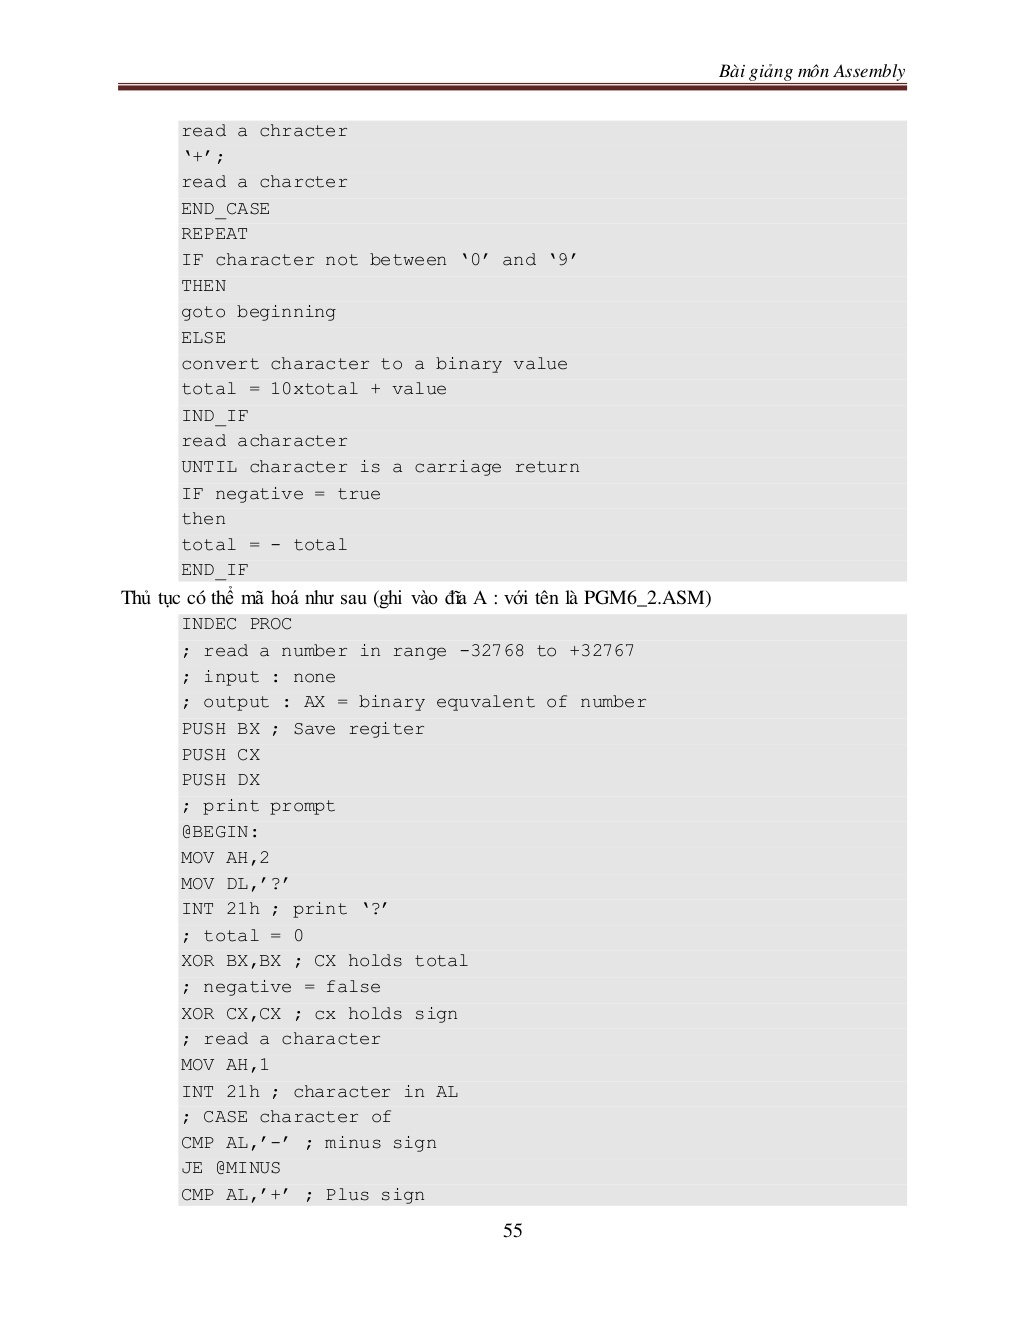 Bài giảng môn Assembly
read a chracter
‘+’;
read a charcter
END_CASE
REPEAT
IF character not between ‘0’ and ‘9’
THEN
goto beginning
ELSE
convert character to a binary value
total = 10xtotal + value
IND_IF
read acharacter
UNTIL character is a carriage return
IF negative = true
then
total = - total
END_IF
Thủ tục có thể mã hoá như sau (ghi vào đĩa A : với tên là PGM6_2.ASM)
INDEC PROC
; read a number in range -32768 to +32767
; input : none
; output : AX = binary equvalent of number
PUSH BX ; Save regiter
PUSH CX
PUSH DX
; print prompt
@BEGIN:
MOV AH,2
MOV DL,’?’
INT 21h ; print ‘?’
; total = 0
XOR BX,BX ; CX holds total
; negative = false
XOR CX,CX ; cx holds sign
; read a character
MOV AH,1
INT 21h ; character in AL
; CASE character of
CMP AL,’-’ ; minus sign
JE @MINUS
CMP AL,’+’ ; Plus sign
55